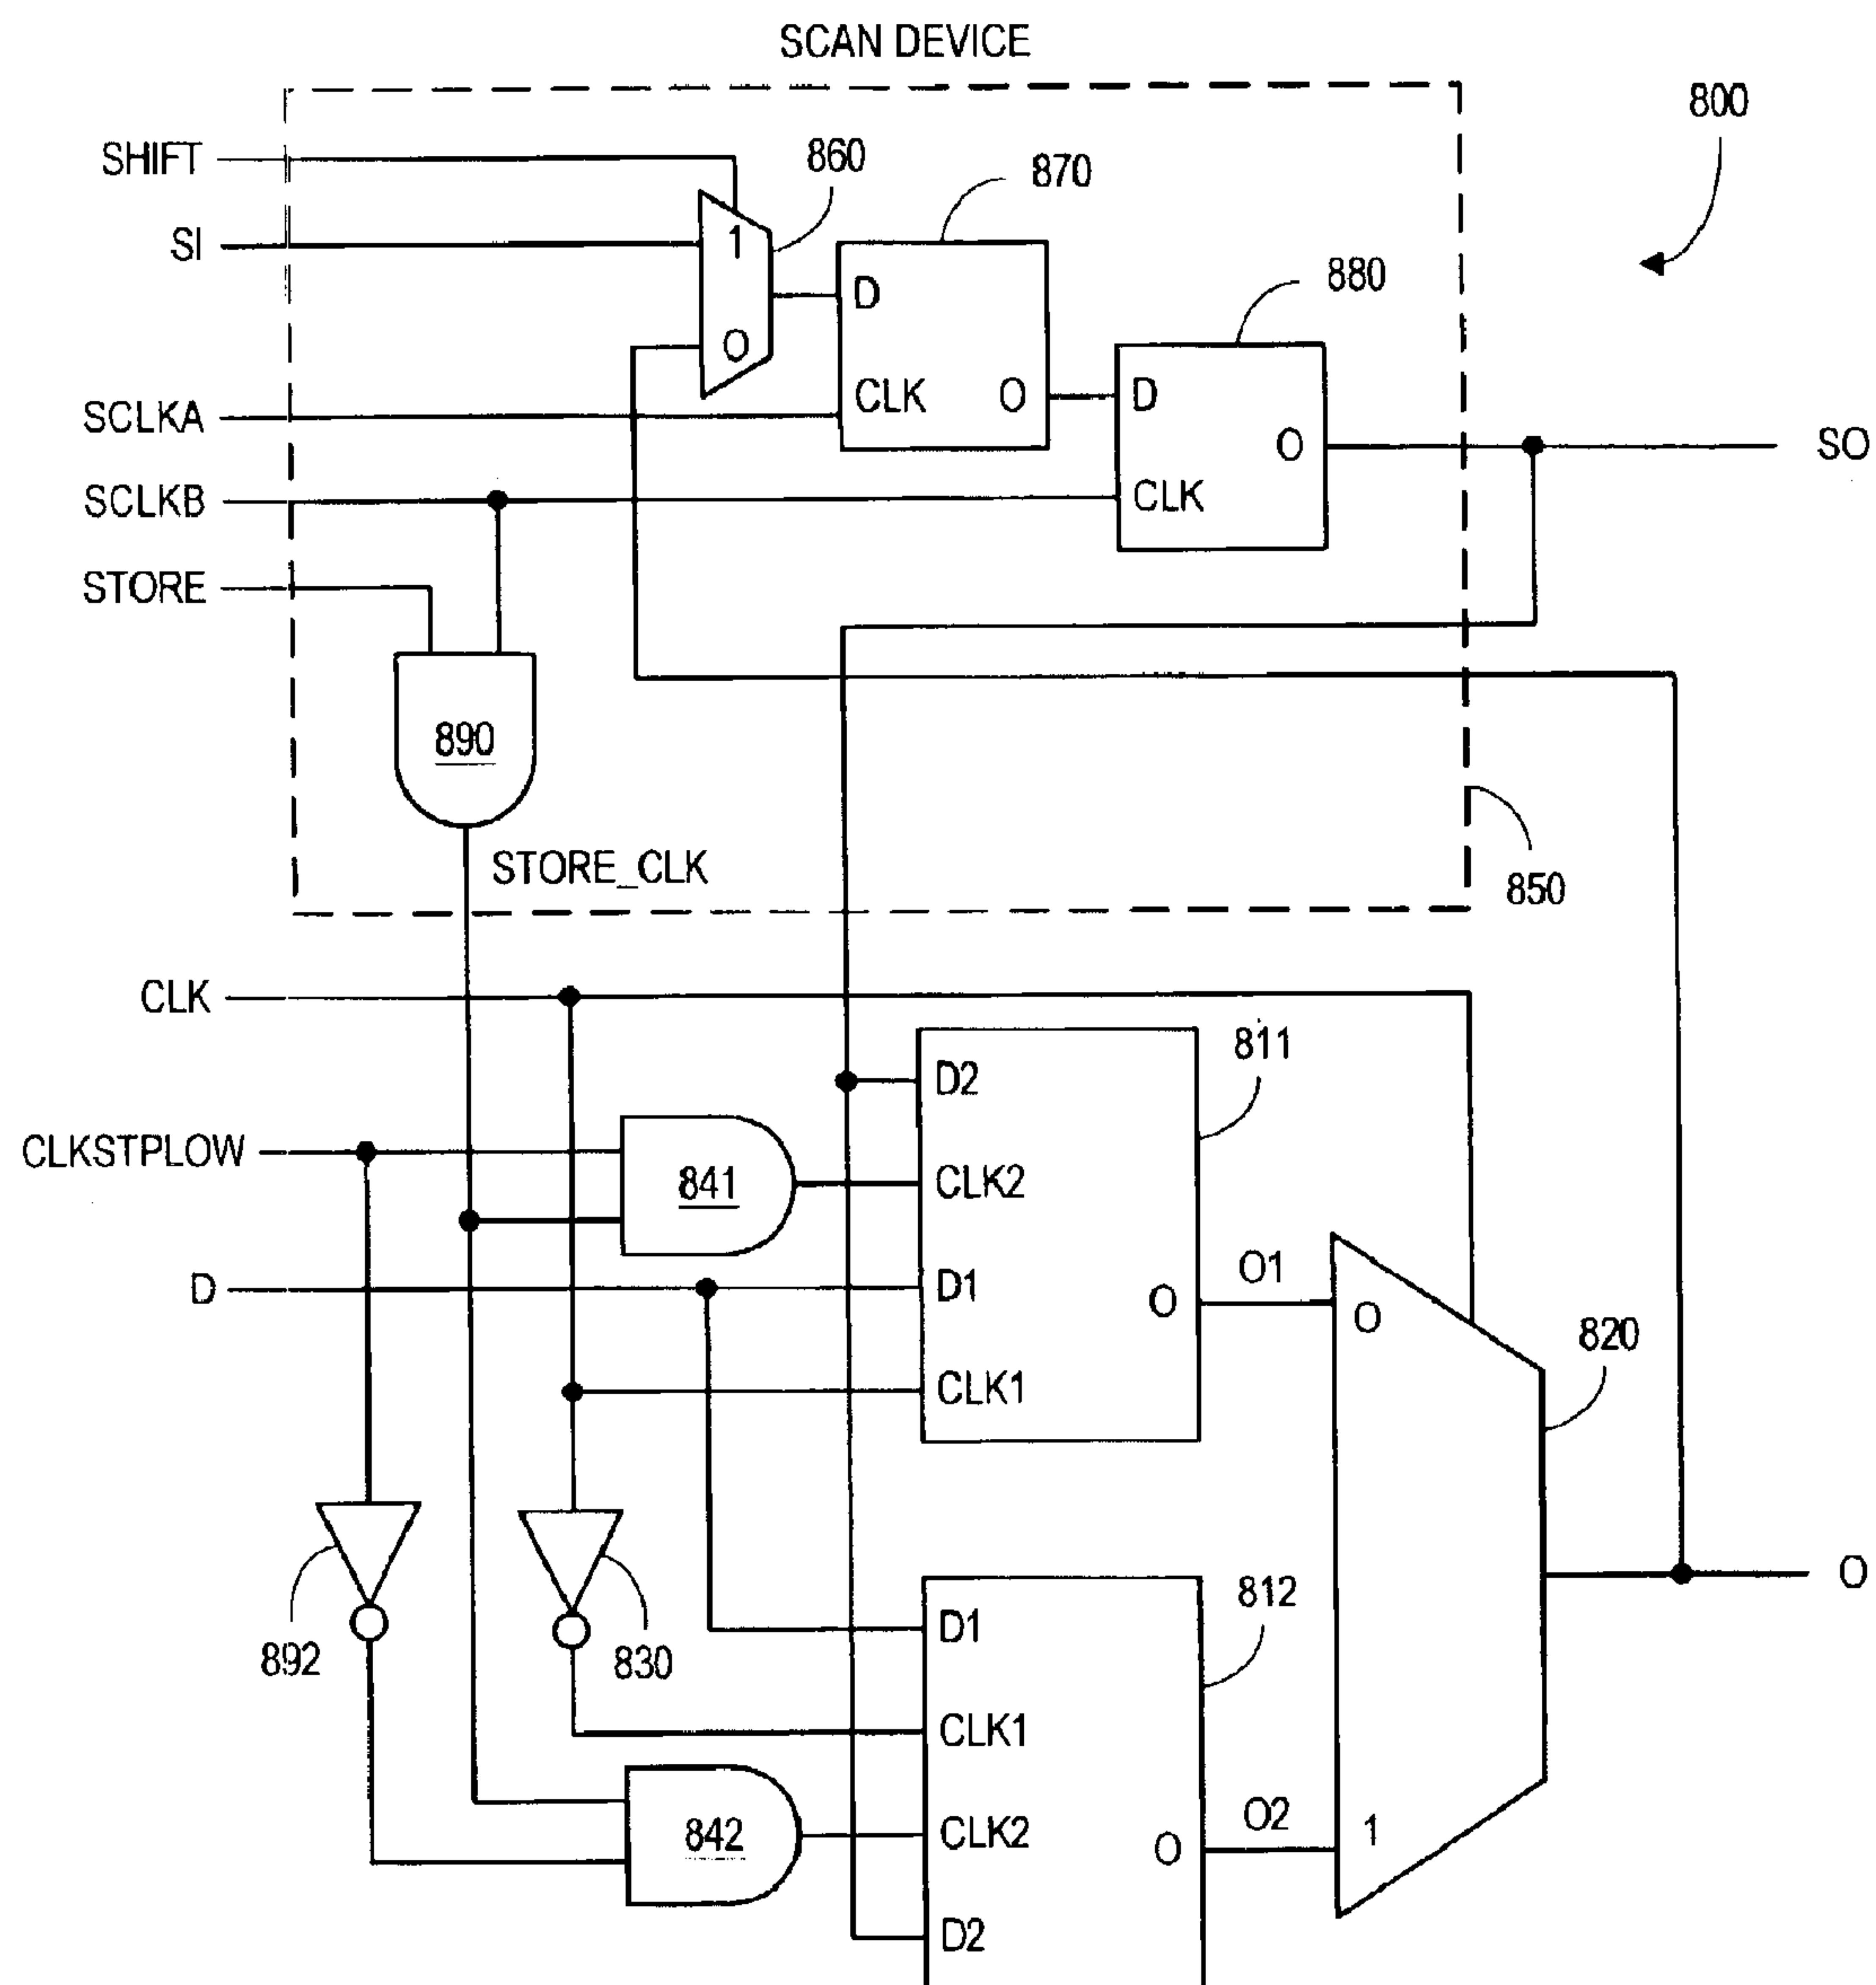 SCAN DEVICE
800
SHIFT
860
870
SI
1
880
D
O
D
CLK
O
SCLKA
O
SO
SCLKB
CLK
STORE
890
STORE_CLK
850
CLK
811
D2
CLKSTPLOW
841
CLK2
D
D1
O
O1
O
820
CLK1
812
O
892
830
D1
CLK1
O2
1
842
CLK2
O
D2